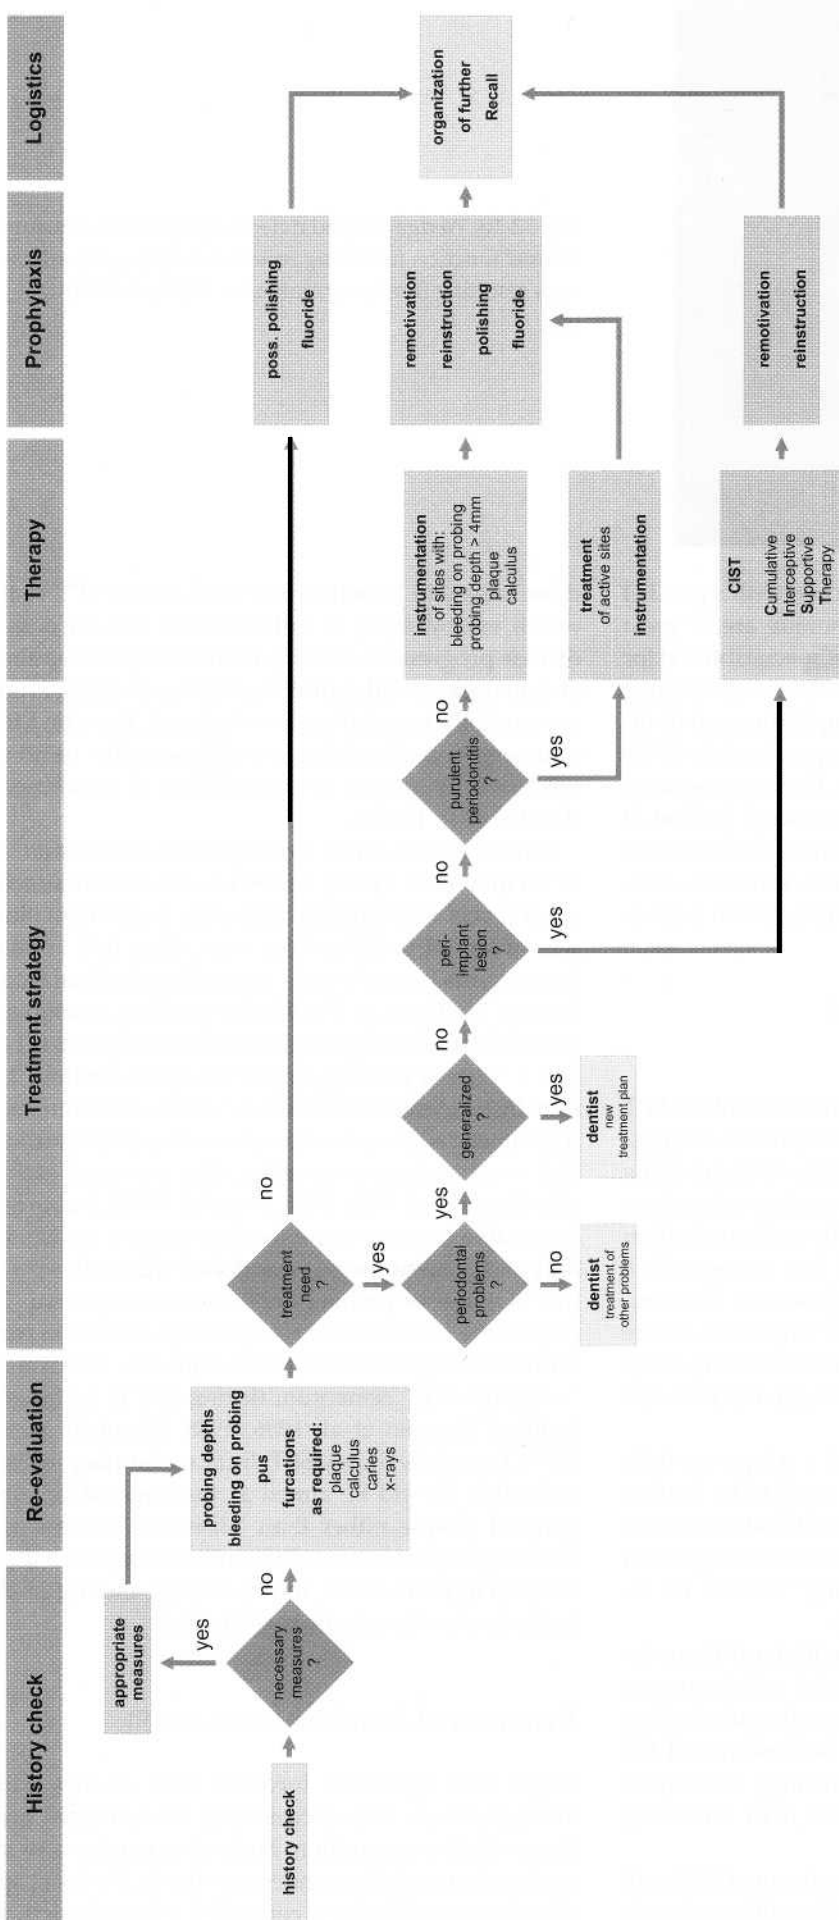 History check
Re-evaluation
Treatment strategy
Therapy
Prophylaxis
Logistics
history check
necessary
measures
?
yes
no
appropriate
measures
probing depths
bleeding on probing
pus
furcations
as required:
plaque
calculus
caries
x-rays
treatment
need
?
no
yes
periodontal
problems
?
no
yes
dentist
treatment of
other problems
generalized
?
yes
no
dentist
new
treatment plan
peri-
implant
lesion
?
yes
no
purulent
periodontitis
?
yes
no
instrumentation
of sites with:
bleeding on probing
probing depth > 4mm
plaque
calculus
treatment
of active sites
instrumentation
CIST
Cumulative
Interceptive
Supportive
Therapy
poss. polishing
fluoride
remotivation
reinstruction
polishing
fluoride
remotivation
reinstruction
organization
of further
Recall